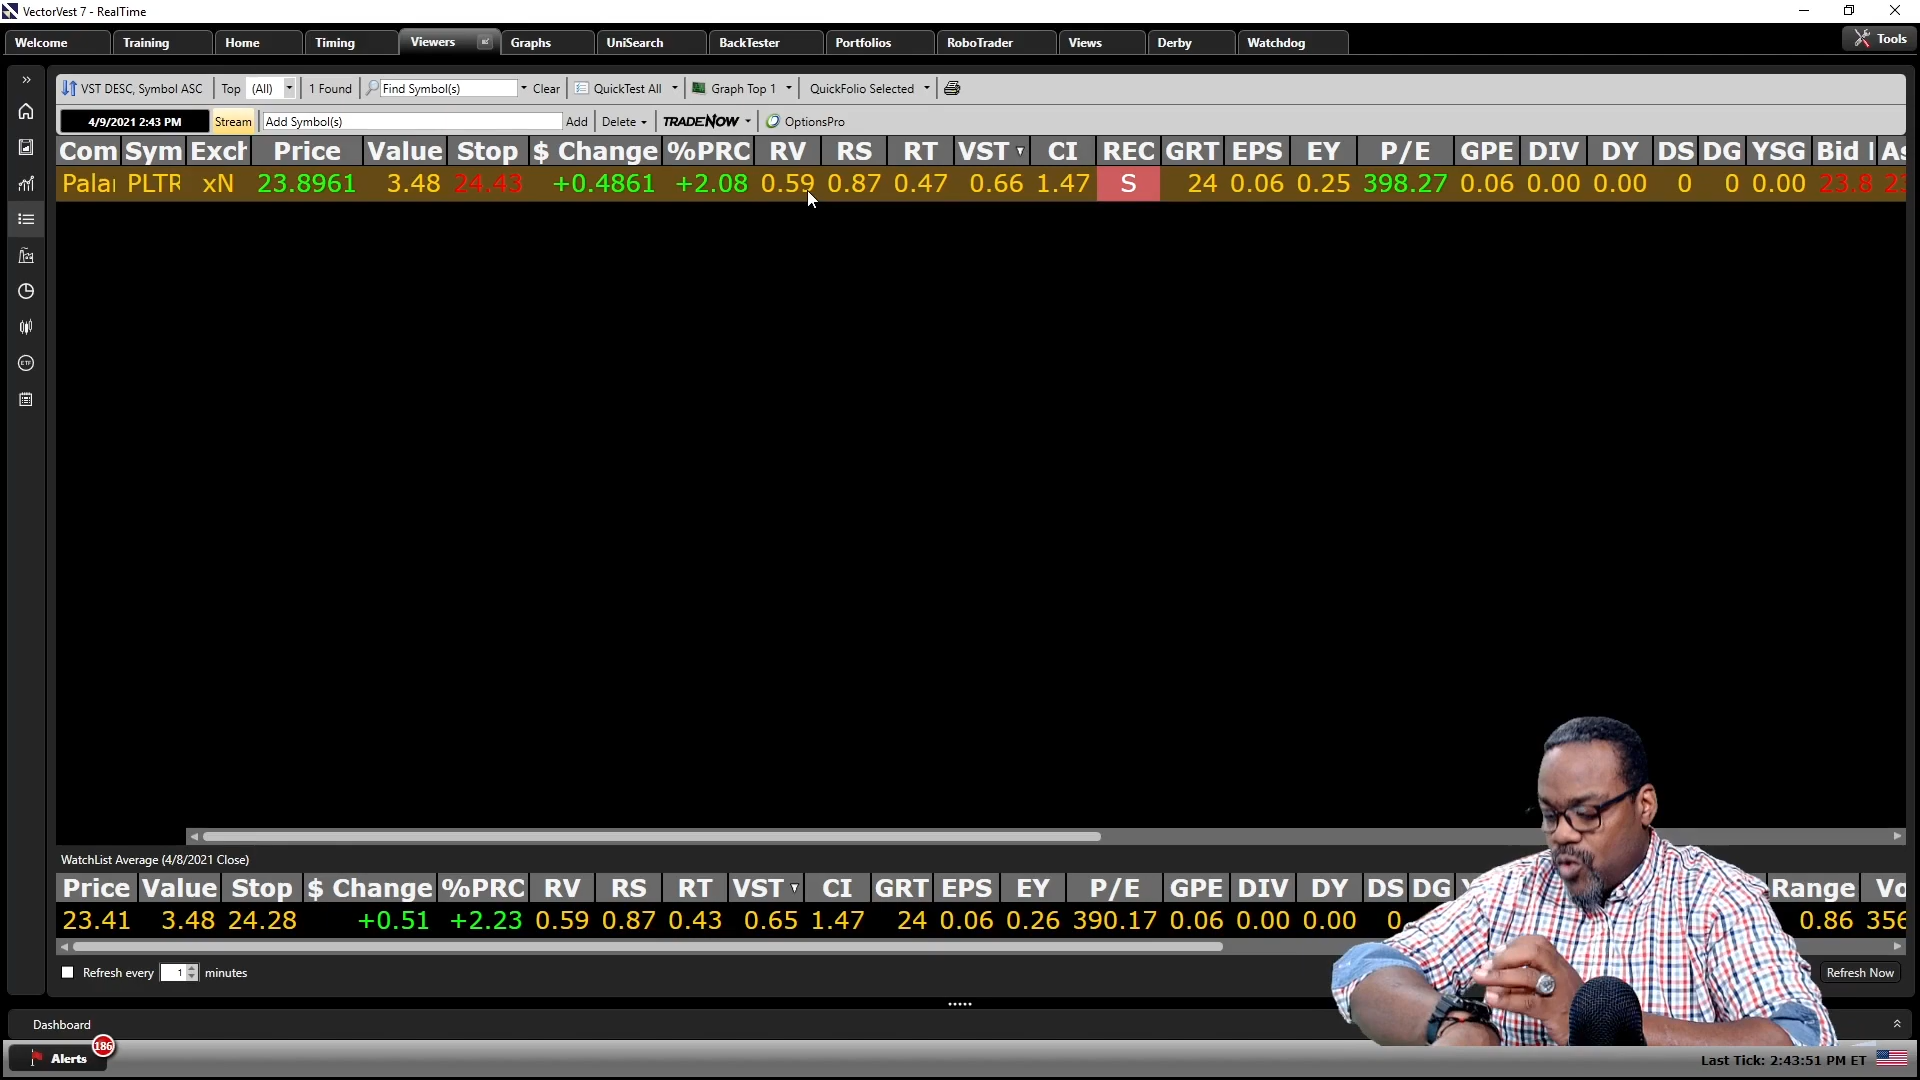 VectorVest 7 - RealTime
Welcome Training Home Timing Viewers Graphs UniSearch BackTester Portfolios RoboTrader Views Derby Watchdog Tools
VST DESC, Symbol ASC Top (All) 1 Found Find Symbol(s) Clear QuickTest All Graph Top 1 QuickFolio Selected
4/9/2021 2:43 PM Stream Add Symbol(s) Add Delete TRADENOW OptionsPro
Com Sym Exch Price Value Stop $ Change %PRC RV RS RT VST CI REC GRT EPS EY P/E GPE DIV DY DS DG YSG Bid As
Palan PLTR xN 23.8961 3.48 24.43 +0.4861 +2.08 0.59 0.87 0.47 0.66 1.47 S 24 0.06 0.25 398.27 0.06 0.00 0.00 0 0 0.00 23.8 23
WatchList Average (4/8/2021 Close)
Price Value Stop $ Change %PRC RV RS RT VST CI GRT EPS EY P/E GPE DIV DY DS DG Range Vo
23.41 3.48 24.28 +0.51 +2.23 0.59 0.87 0.43 0.65 1.47 24 0.06 0.26 390.17 0.06 0.00 0.00 0 0.86 356
Refresh every 1 minutes Refresh Now
Dashboard
186
Alerts Last Tick: 2:43:51 PM ET